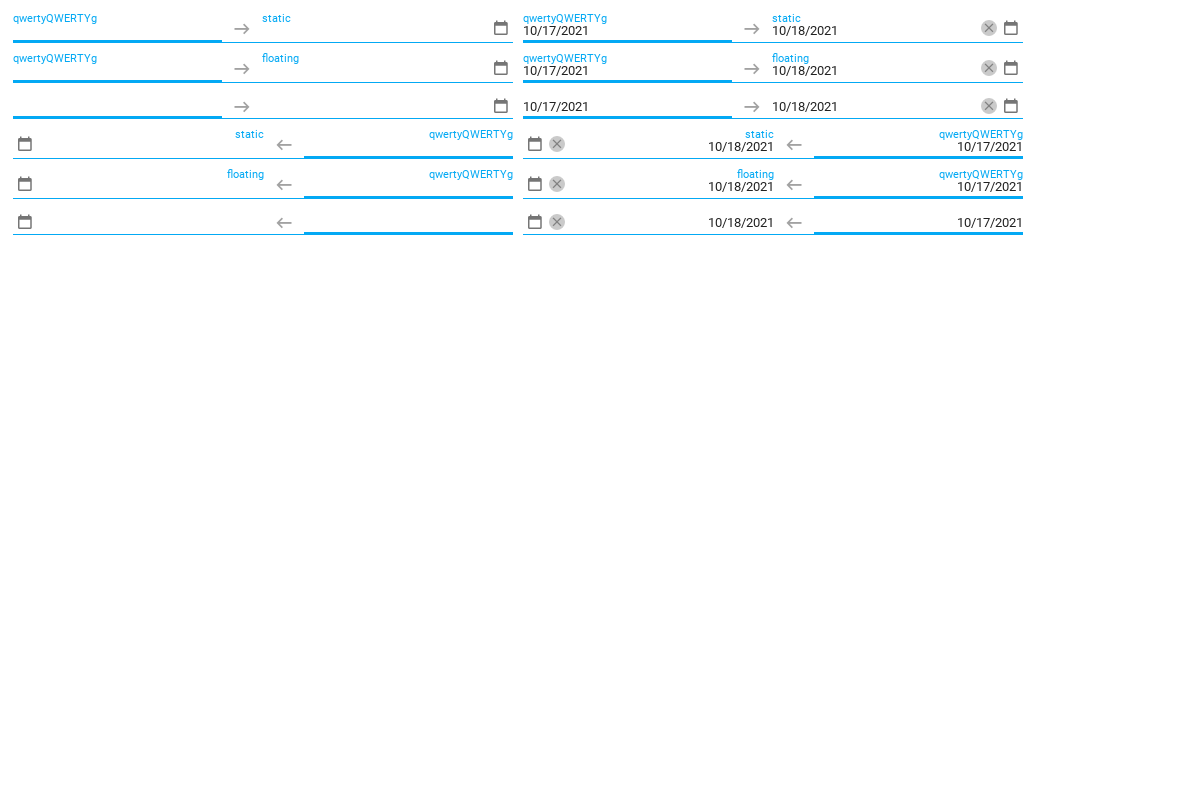 qwertyQWERTYg static qwertyQWERTYg static
10/17/2021 10/18/2021
qwertyQWERTYg floating qwertyQWERTYg floating
10/17/2021 10/18/2021
10/17/2021 10/18/2021
static qwertyQWERTYg static qwertyQWERTYg
10/18/2021 10/17/2021
floating qwertyQWERTYg floating qwertyQWERTYg
10/18/2021 10/17/2021
10/18/2021 10/17/2021